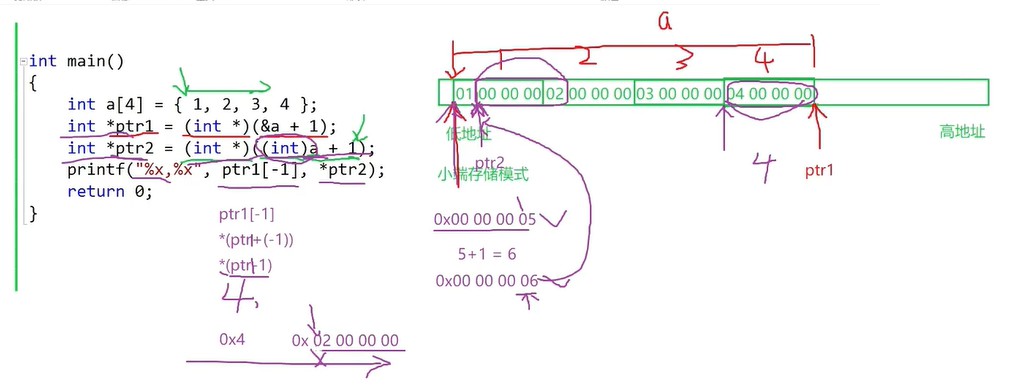 a
int main()
{
int a[4] = { 1, 2, 3, 4 };
int *ptr1 = (int *)(&a + 1);
int *ptr2 = (int *)((int)a + 1);
printf("%x,%x", ptr1[-1], *ptr2);
return 0;
}
1 2 3 4
01 00 00 00 02 00 00 00 03 00 00 00 04 00 00 00
低地址
高地址
ptr2
4
ptr1
小端存储模式
0x00 00 00 05
5+1 = 6
0x00 00 00 06
ptr1[-1]
*(ptr+(-1))
*(ptr-1)
4,
0x4 0x 02 00 00 00